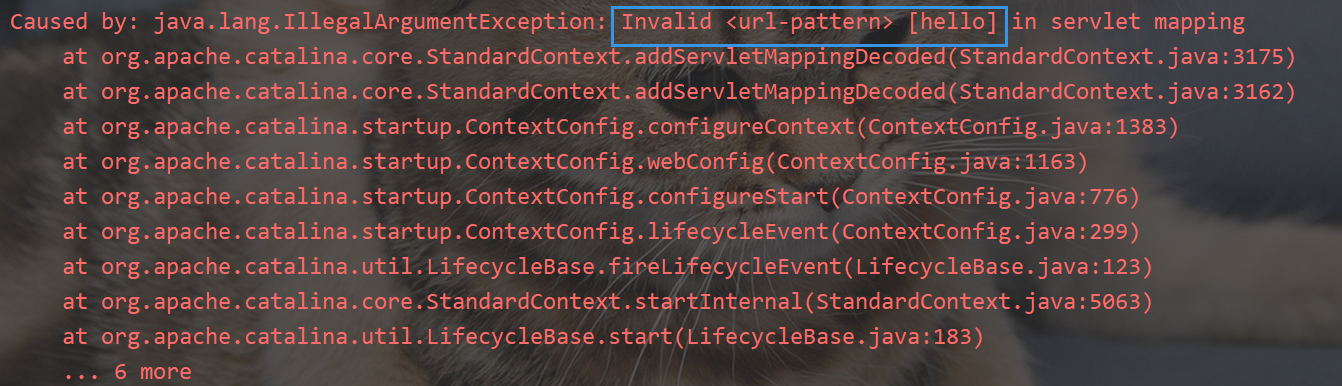 Caused by: java.lang.IllegalArgumentException: Invalid <url-pattern> [hello] in servlet mapping
at org.apache.catalina.core.StandardContext.addServletMappingDecoded(StandardContext.java:3175)
at org.apache.catalina.core.StandardContext.addServletMappingDecoded(StandardContext.java:3162)
at org.apache.catalina.startup.ContextConfig.configureContext(ContextConfig.java:1383)
at org.apache.catalina.startup.ContextConfig.webConfig(ContextConfig.java:1163)
at org.apache.catalina.startup.ContextConfig.configureStart(ContextConfig.java:776)
at org.apache.catalina.startup.ContextConfig.lifecycleEvent(ContextConfig.java:299)
at org.apache.catalina.util.LifecycleBase.fireLifecycleEvent(LifecycleBase.java:123)
at org.apache.catalina.core.StandardContext.startInternal(StandardContext.java:5063)
at org.apache.catalina.util.LifecycleBase.start(LifecycleBase.java:183)
... 6 more